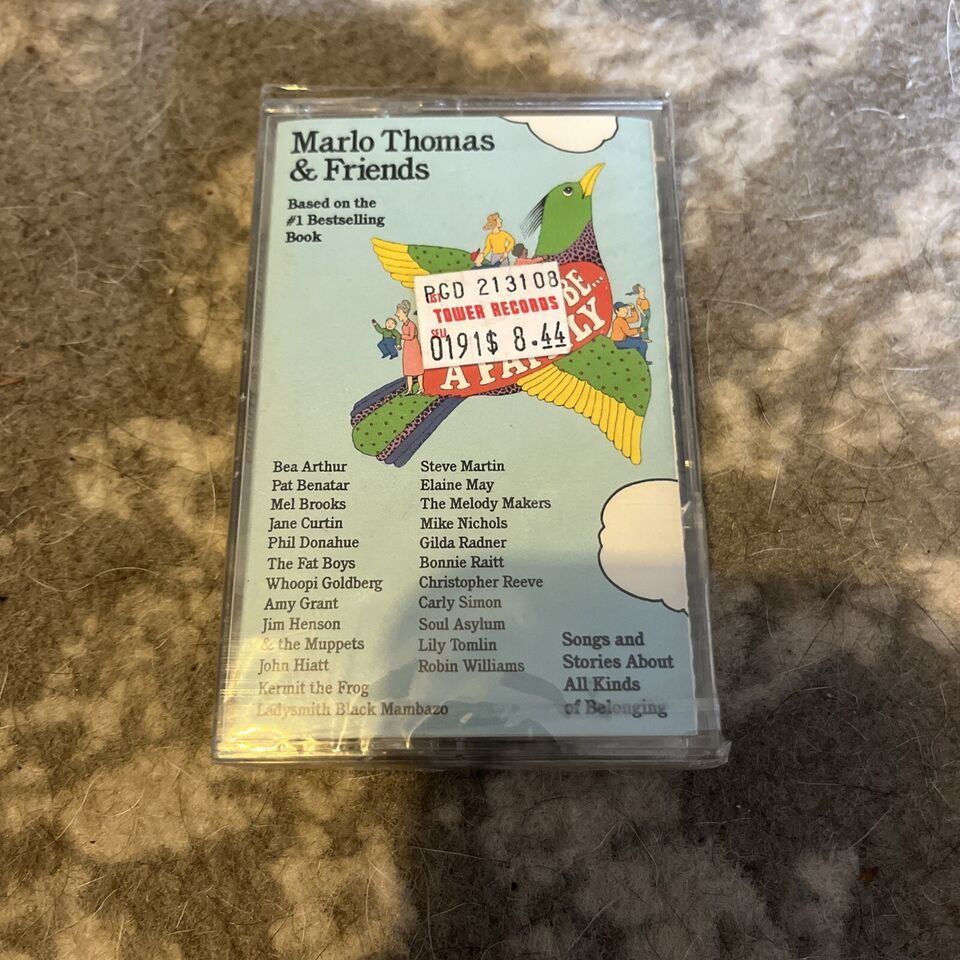 Marlo Thomas
& Friends
Based on the
#1 Bestselling
Book
PGD 213108
TOWER RECORDS
SELL
0191$ 8.44
BE...
A FAMILY
Bea Arthur
Pat Benatar
Mel Brooks
Jane Curtin
Phil Donahue
The Fat Boys
Whoopi Goldberg
Amy Grant
Jim Henson
& the Muppets
John Hiatt
Kermit the Frog
Ladysmith Black Mambazo
Steve Martin
Elaine May
The Melody Makers
Mike Nichols
Gilda Radner
Bonnie Raitt
Christopher Reeve
Carly Simon
Soul Asylum
Lily Tomlin
Robin Williams
Songs and
Stories About
All Kinds
of Belonging